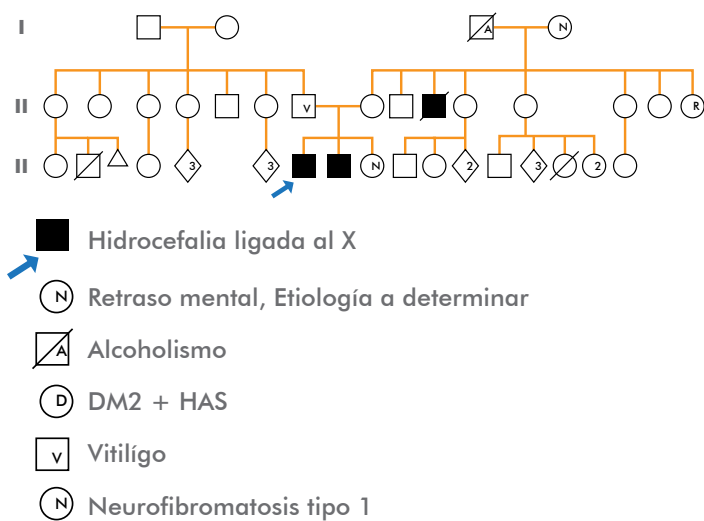 I A N
II v R
II 3 3 N 2 3 2
Hidrocefalia ligada al X
N Retraso mental, Etiología a determinar
A Alcoholismo
D DM2 + HAS
v Vitilígo
N Neurofibromatosis tipo 1